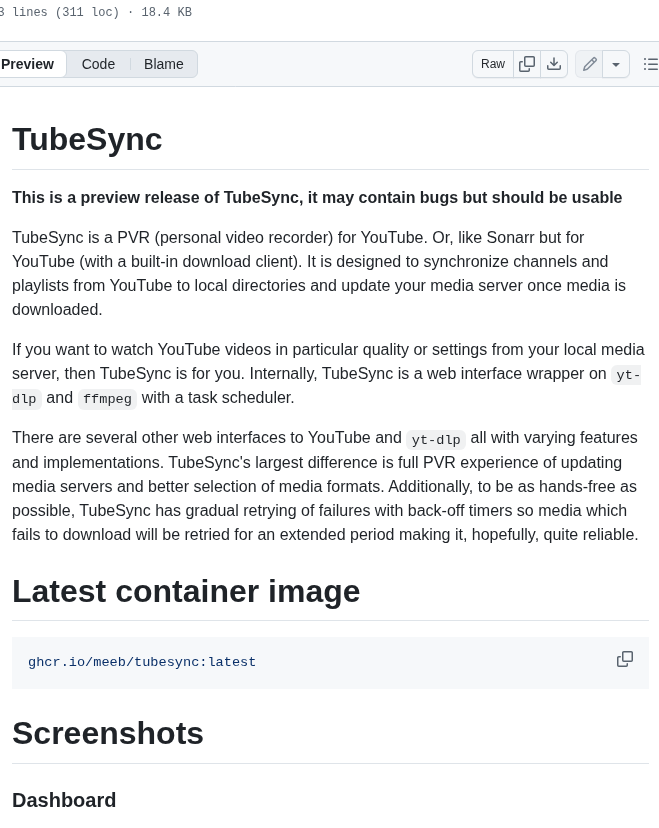 3 lines (311 loc) · 18.4 KB
Preview Code Blame Raw
TubeSync
This is a preview release of TubeSync, it may contain bugs but should be usable
TubeSync is a PVR (personal video recorder) for YouTube. Or, like Sonarr but for
YouTube (with a built-in download client). It is designed to synchronize channels and
playlists from YouTube to local directories and update your media server once media is
downloaded.
If you want to watch YouTube videos in particular quality or settings from your local media
server, then TubeSync is for you. Internally, TubeSync is a web interface wrapper on yt-
dlp and ffmpeg with a task scheduler.
There are several other web interfaces to YouTube and yt-dlp all with varying features
and implementations. TubeSync's largest difference is full PVR experience of updating
media servers and better selection of media formats. Additionally, to be as hands-free as
possible, TubeSync has gradual retrying of failures with back-off timers so media which
fails to download will be retried for an extended period making it, hopefully, quite reliable.
Latest container image
ghcr.io/meeb/tubesync:latest
Screenshots
Dashboard